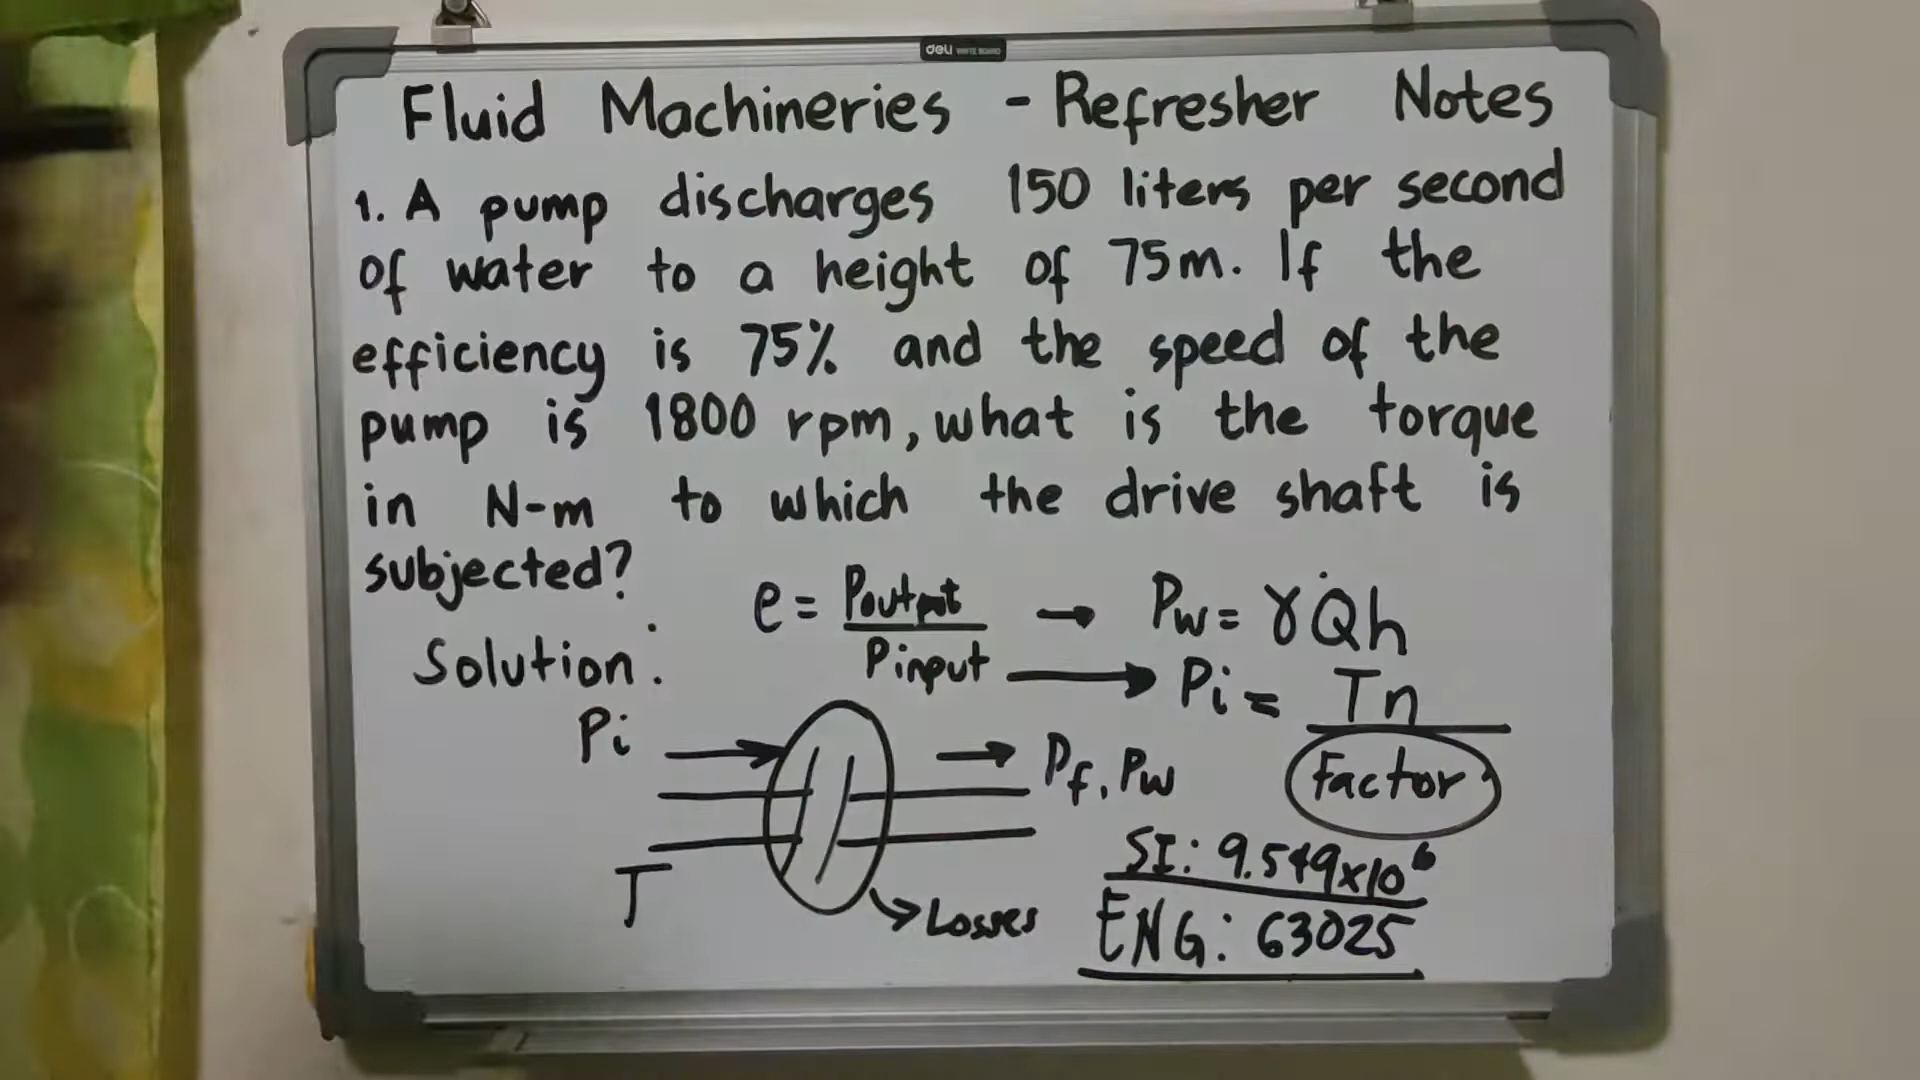 deli WHITE BOARD
Fluid Machineries - Refresher Notes
1. A pump discharges 150 liters per second
of water to a height of 75m. If the
efficiency is 75% and the speed of the
pump is 1800 rpm, what is the torque
in N-m to which the drive shaft is
subjected?
Solution:
e = Poutput / Pinput
→ Pw = γQ̇h
→ Pi = Tn / Factor
Pi → → Pf, Pw
T
→ Losses
SI: 9.549x10⁶
ENG: 63025